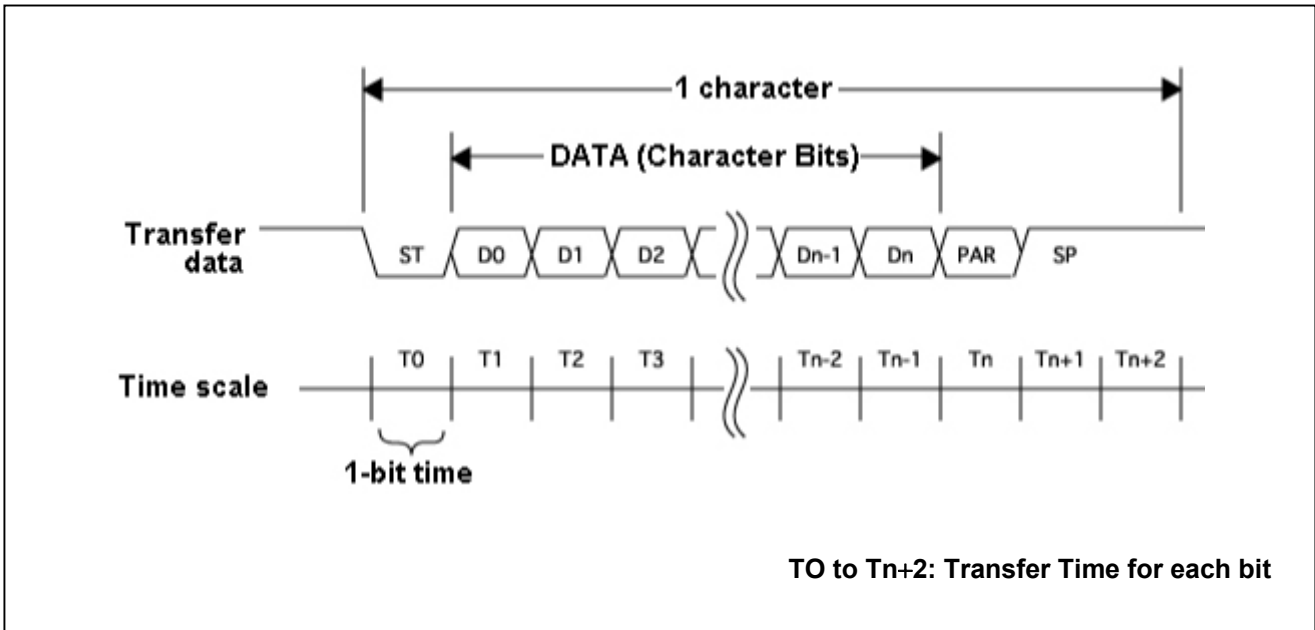 1 character
DATA (Character Bits)
Transfer data
ST D0 D1 D2 Dn-1 Dn PAR SP
T0 T1 T2 T3 Tn-2 Tn-1 Tn Tn+1 Tn+2
Time scale
1-bit time
TO to Tn+2: Transfer Time for each bit